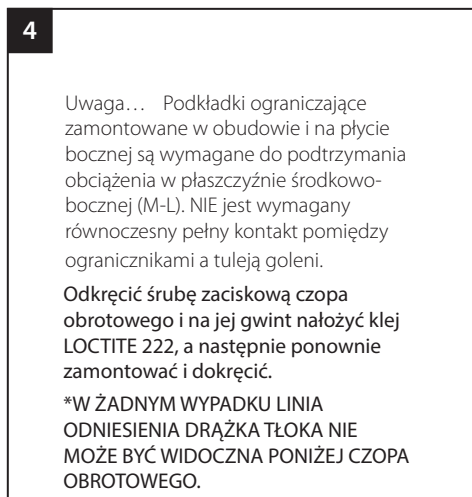 4
Uwaga… Podkładki ograniczające
zamontowane w obudowie i na płycie
bocznej są wymagane do podtrzymania
obciążenia w płaszczyźnie środkowo-
bocznej (M-L). NIE jest wymagany
równoczesny pełny kontakt pomiędzy
ogranicznikami a tuleją goleni.
Odkręcić śrubę zaciskową czopa
obrotowego i na jej gwint nałożyć klej
LOCTITE 222, a następnie ponownie
zamontować i dokręcić.
*W ŻADNYM WYPADKU LINIA
ODNIESIENIA DRĄŻKA TŁOKA NIE
MOŻE BYĆ WIDOCZNA PONIŻEJ CZOPA
OBROTOWEGO.